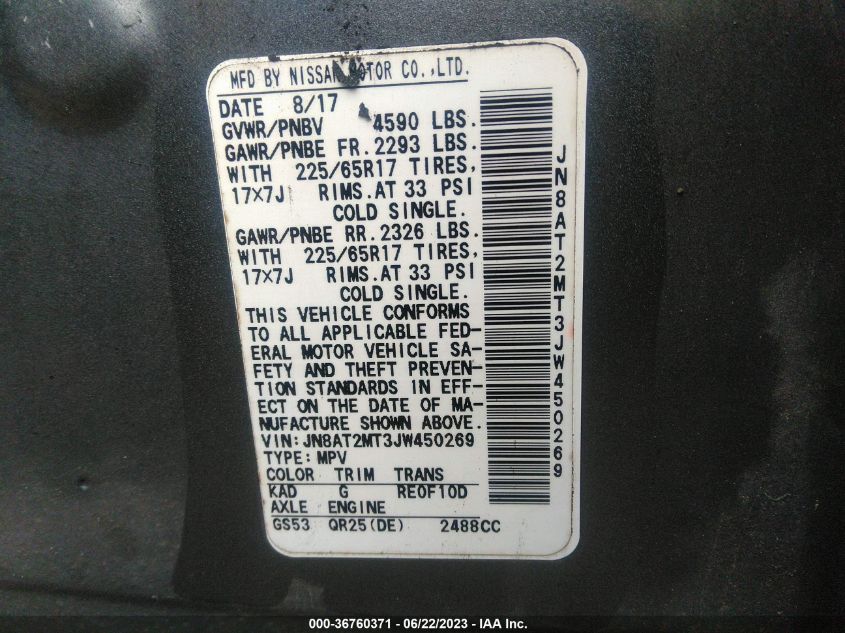 MFD BY NISSAN MOTOR CO.,LTD.
DATE 8/17
GVWR/PNBV 4590 LBS.
GAWR/PNBE FR.2293 LBS.
WITH 225/65R17 TIRES,
17×7J RIMS.AT 33 PSI
COLD SINGLE.
GAWR/PNBE RR.2326 LBS.
WITH 225/65R17 TIRES,
17×7J RIMS.AT 33 PSI
COLD SINGLE.
THIS VEHICLE CONFORMS
TO ALL APPLICABLE FED-
ERAL MOTOR VEHICLE SA-
FETY AND THEFT PREVEN-
TION STANDARDS IN EFF-
ECT ON THE DATE OF MA-
NUFACTURE SHOWN ABOVE.
VIN:JN8AT2MT3JW450269
TYPE:MPV
COLOR TRIM TRANS
KAD G RE0F10D
AXLE ENGINE
GS53 QR25(DE) 2488CC
JN8AT2MT3JW450269
000-36760371 - 06/22/2023 - IAA Inc.